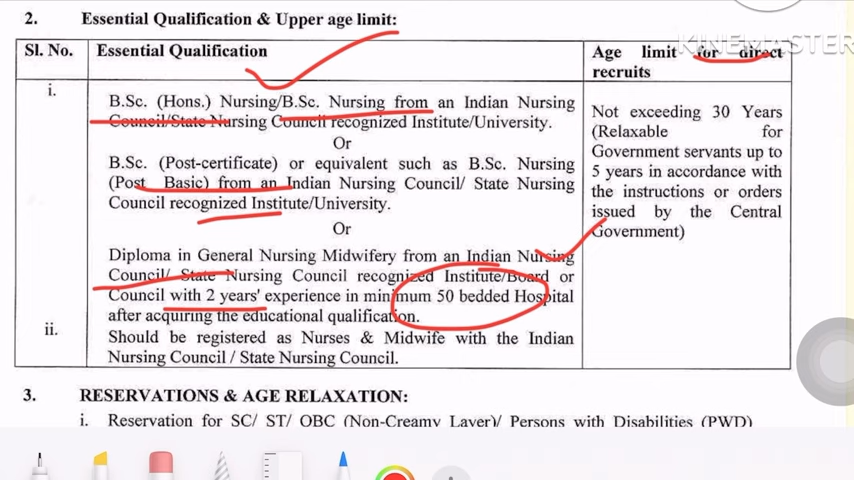 2. Essential Qualification & Upper age limit:
Sl. No. Essential Qualification
Age limit for direct
recruits
KINEMASTER
i.
B.Sc. (Hons.) Nursing/B.Sc. Nursing from an Indian Nursing
Council/State Nursing Council recognized Institute/University.
Or
B.Sc. (Post-certificate) or equivalent such as B.Sc. Nursing
(Post Basic) from an Indian Nursing Council/ State Nursing
Council recognized Institute/University.
Or
Diploma in General Nursing Midwifery from an Indian Nursing
Council/ State Nursing Council recognized Institute/Board or
Council with 2 years' experience in minimum 50 bedded Hospital
after acquiring the educational qualification.
Not exceeding 30 Years
(Relaxable for
Government servants up to
5 years in accordance with
the instructions or orders
issued by the Central
Government)
ii.
Should be registered as Nurses & Midwife with the Indian
Nursing Council / State Nursing Council.
3. RESERVATIONS & AGE RELAXATION:
i. Reservation for SC/ ST/ OBC (Non-Creamy Layer)/ Persons with Disabilities (PWD)